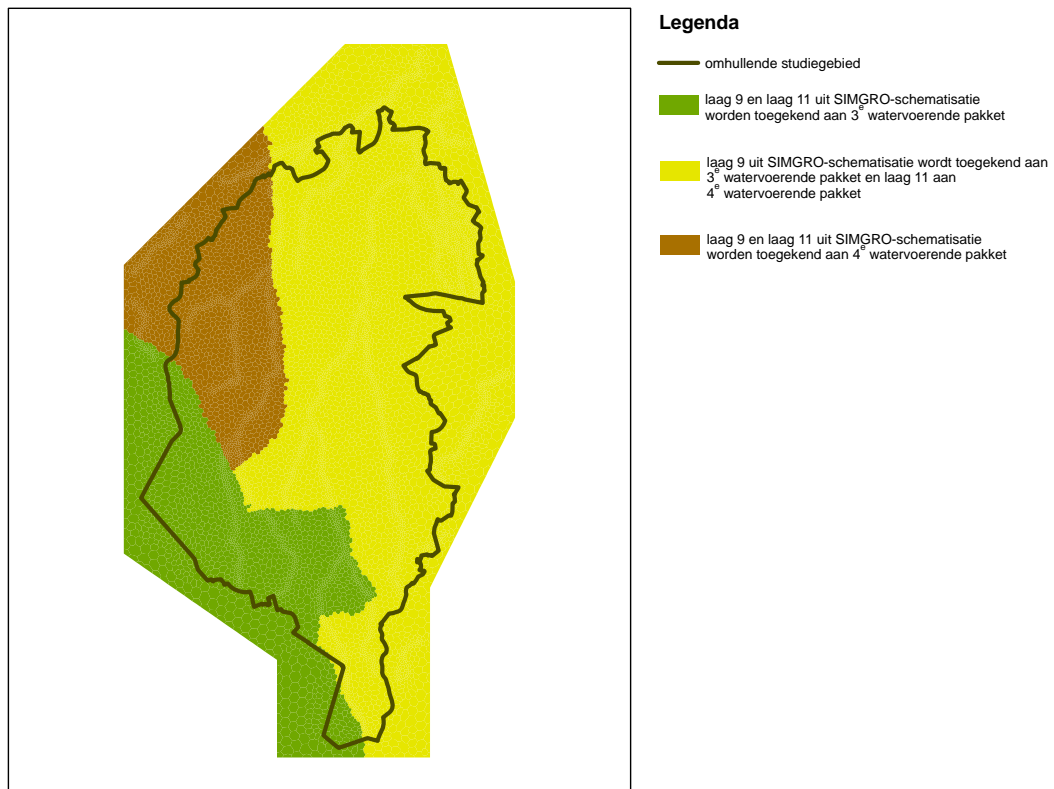 Legenda
omhullende studiegebied
laag 9 en laag 11 uit SIMGRO-schematisatie
worden toegekend aan 3e watervoerende pakket
laag 9 uit SIMGRO-schematisatie wordt toegekend aan
3e watervoerende pakket en laag 11 aan
4e watervoerende pakket
laag 9 en laag 11 uit SIMGRO-schematisatie
worden toegekend aan 4e watervoerende pakket